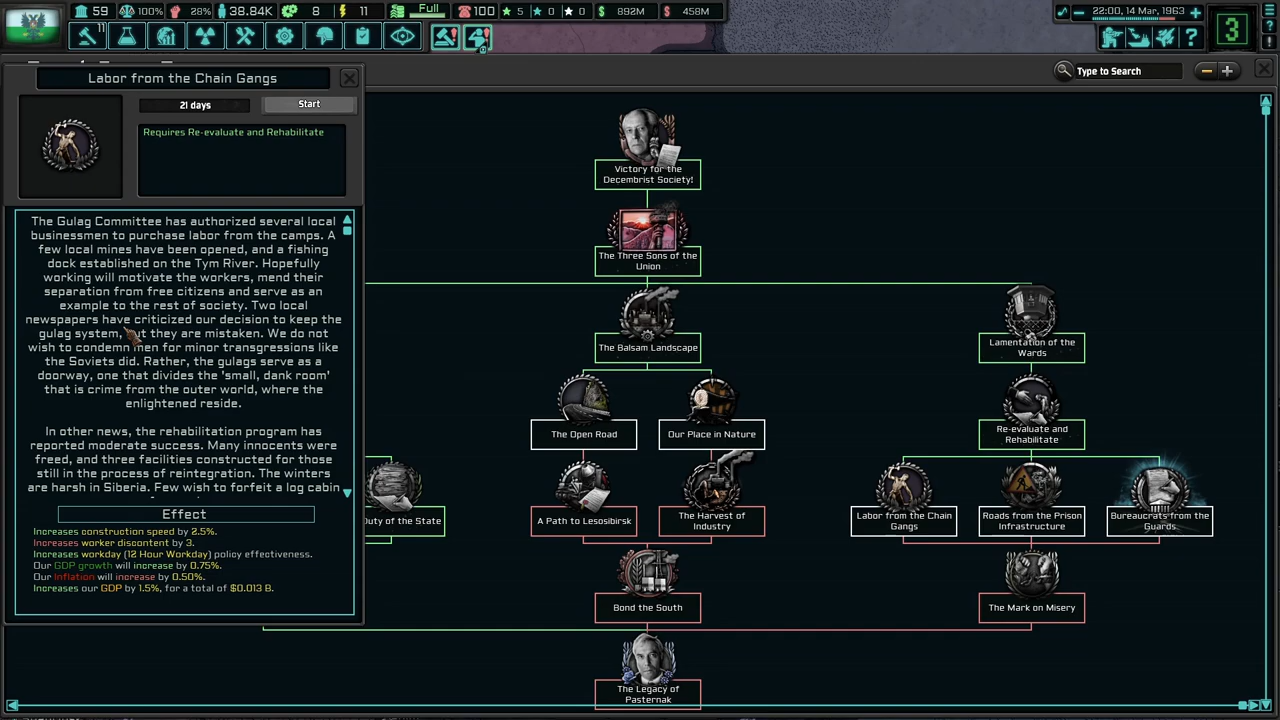 59 100% 28% 38.84K 8 11 Full 100 5 0 0 $ 892M $ 458M
22:00, 14 Mar, 1963
3
11
Labor from the Chain Gangs
21 days
Start
Requires Re-evaluate and Rehabilitate
The Gulag Committee has authorized several local
businessmen to purchase labor from the camps. A
few local mines have been opened, and a fishing
dock established on the Tym River. Hopefully
working will motivate the workers, mend their
separation from free citizens and serve as an
example to the rest of society. Two local
newspapers have criticized our decision to keep the
gulag system, but they are mistaken. We do not
wish to condemn men for minor transgressions like
the Soviets did. Rather, the gulags serve as a
doorway, one that divides the 'small, dank room'
that is crime from the outer world, where the
enlightened reside.
In other news, the rehabilitation program has
reported moderate success. Many innocents were
freed, and three facilities constructed for those
still in the process of reintegration. The winters
are harsh in Siberia. Few wish to forfeit a log cabin
Effect
Increases construction speed by 2.5%.
Increases worker discontent by 3.
Increases workday (12 Hour Workday) policy effectiveness.
Our GDP growth will increase by 0.75%.
Our Inflation will increase by 0.50%.
Increases our GDP by 1.5%, for a total of $0.013 B.
Type to Search
Victory for the
Decembrist Society!
The Three Sons of the
Union
The Balsam Landscape
Lamentation of the
Wards
The Open Road
Our Place in Nature
Re-evaluate and
Rehabilitate
Duty of the State
A Path to Lesosibirsk
The Harvest of
Industry
Labor from the Chain
Gangs
Roads from the Prison
Infrastructure
Bureaucrats from the
Guards
Bond the South
The Mark on Misery
The Legacy of
Pasternak